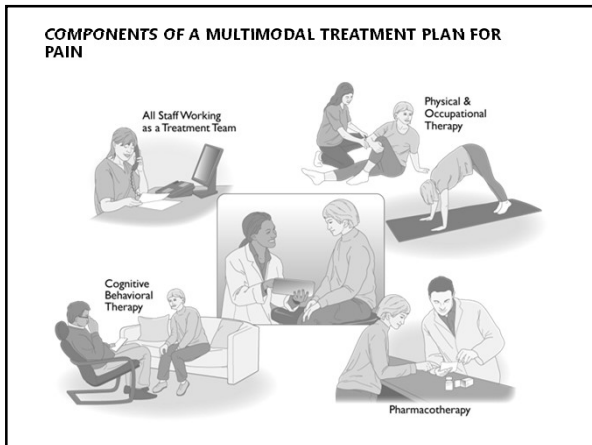 COMPONENTS OF A MULTIMODAL TREATMENT PLAN FOR
PAIN
All Staff Working
as a Treatment Team
Physical &
Occupational
Therapy
Cognitive
Behavioral
Therapy
Pharmacotherapy